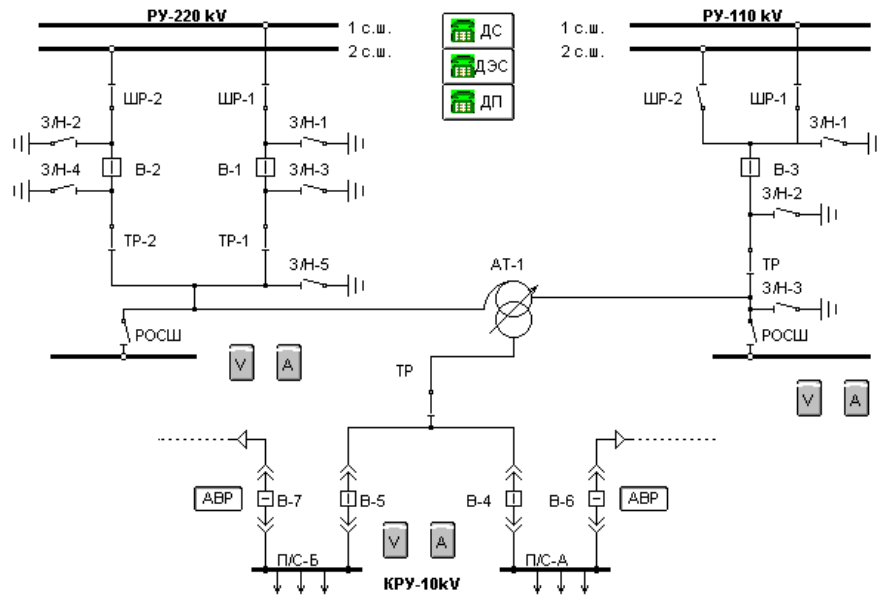 РУ-220 kV
1 с.ш.
2 с.ш.
ДС
ДЭС
ДП
РУ-110 kV
1 с.ш.
2 с.ш.
ШР-2
ШР-1
ШР-2
ШР-1
З/Н-2
З/Н-1
З/Н-1
З/Н-4
В-2
В-1
З/Н-3
В-3
З/Н-2
ТР-2
ТР-1
З/Н-5
АТ-1
ТР
З/Н-3
РОСШ
РОСШ
V
A
ТР
V
A
АВР
В-7
В-5
В-4
В-6
АВР
V
A
П/С-Б
П/С-А
КРУ-10kV